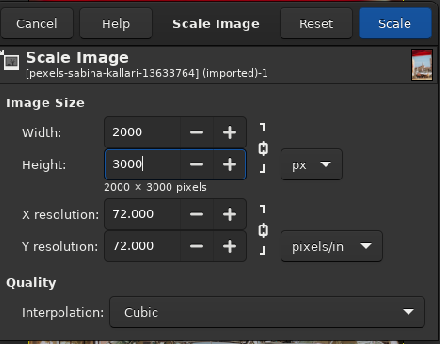 Cancel Help Scale Image Reset Scale
Scale Image
[pexels-sabina-kallari-13633764] (imported)-1
Image Size
Width: 2000
Height: 3000 px
2000 × 3000 pixels
X resolution: 72.000
Y resolution: 72.000 pixels/in
Quality
Interpolation: Cubic